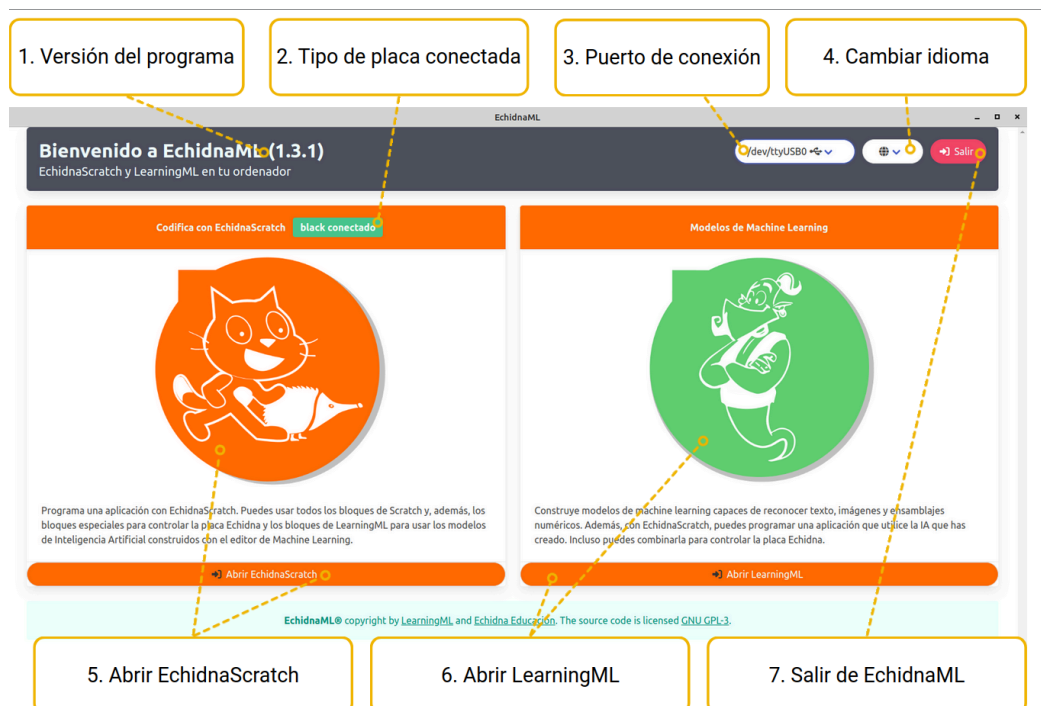 1. Versión del programa
2. Tipo de placa conectada
3. Puerto de conexión
4. Cambiar idioma
EchidnaML
Bienvenido a EchidnaML (1.3.1)
EchidnaScratch y LearningML en tu ordenador
/dev/ttyUSB0
Salir
Codifica con EchidnaScratch
black conectado
Modelos de Machine Learning
Programa una aplicación con EchidnaScratch. Puedes usar todos los bloques de Scratch y, además, los
bloques especiales para controlar la placa Echidna y los bloques de LearningML para usar los modelos
de Inteligencia Artificial construidos con el editor de Machine Learning.
Construye modelos de machine learning capaces de reconocer texto, imágenes y ensamblajes
numéricos. Además, con EchidnaScratch, puedes programar una aplicación que utilice la IA que has
creado. Incluso puedes combinarla para controlar la placa Echidna.
Abrir EchidnaScratch
Abrir LearningML
EchidnaML® copyright by LearningML and Echidna Educación. The source code is licensed GNU GPL-3.
5. Abrir EchidnaScratch
6. Abrir LearningML
7. Salir de EchidnaML